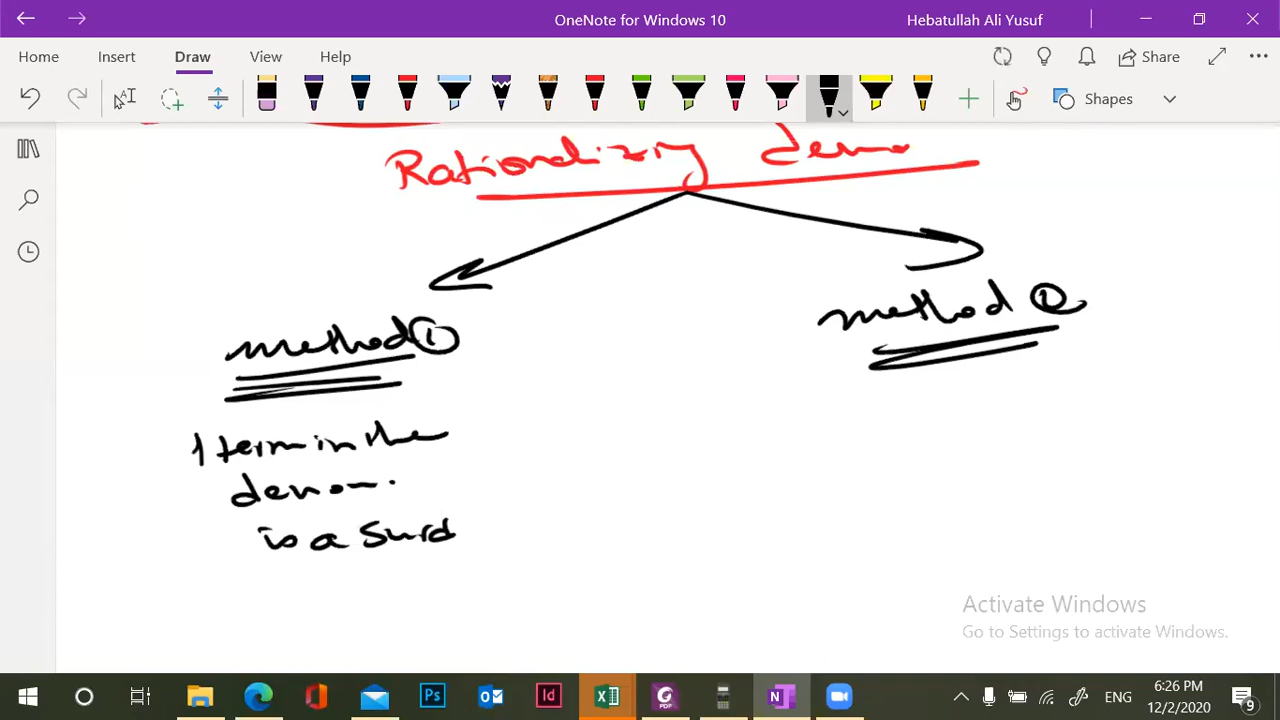 OneNote for Windows 10
Hebatullah Ali Yusuf
Home
Insert
Draw
View
Help
Share
Shapes
Rationalizing deno
method ①
method ②
1 term in the
denom.
is a Surd
Activate Windows
Go to Settings to activate Windows.
ENG
6:26 PM
12/2/2020
9